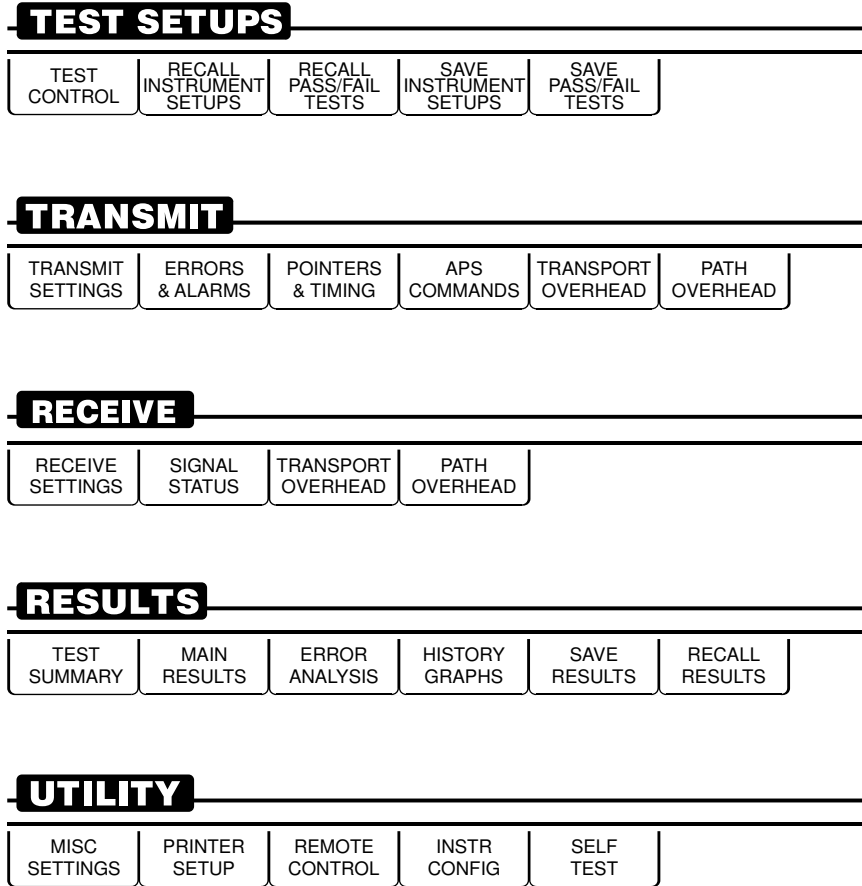 TEST SETUPS
TEST CONTROL
RECALL INSTRUMENT SETUPS
RECALL PASS/FAIL TESTS
SAVE INSTRUMENT SETUPS
SAVE PASS/FAIL TESTS
TRANSMIT
TRANSMIT SETTINGS
ERRORS & ALARMS
POINTERS & TIMING
APS COMMANDS
TRANSPORT OVERHEAD
PATH OVERHEAD
RECEIVE
RECEIVE SETTINGS
SIGNAL STATUS
TRANSPORT OVERHEAD
PATH OVERHEAD
RESULTS
TEST SUMMARY
MAIN RESULTS
ERROR ANALYSIS
HISTORY GRAPHS
SAVE RESULTS
RECALL RESULTS
UTILITY
MISC SETTINGS
PRINTER SETUP
REMOTE CONTROL
INSTR CONFIG
SELF TEST